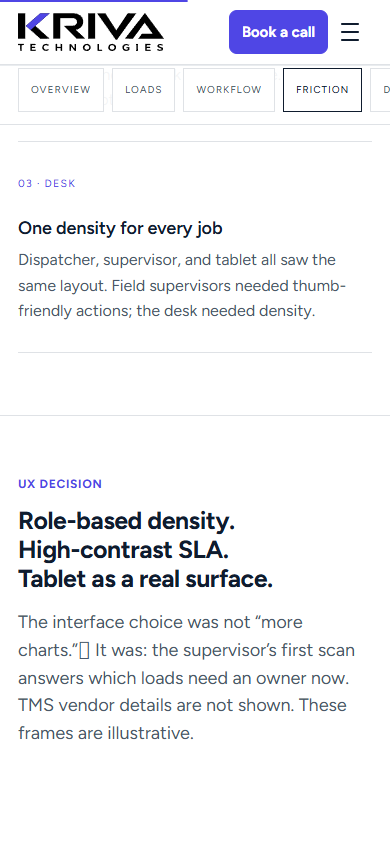 KRIVA
TECHNOLOGIES
Book a call
OVERVIEW
LOADS
WORKFLOW
FRICTION
D
03 · DESK
One density for every job
Dispatcher, supervisor, and tablet all saw the
same layout. Field supervisors needed thumb-
friendly actions; the desk needed density.
UX DECISION
Role-based density.
High-contrast SLA.
Tablet as a real surface.
The interface choice was not “more
charts.” It was: the supervisor’s first scan
answers which loads need an owner now.
TMS vendor details are not shown. These
frames are illustrative.